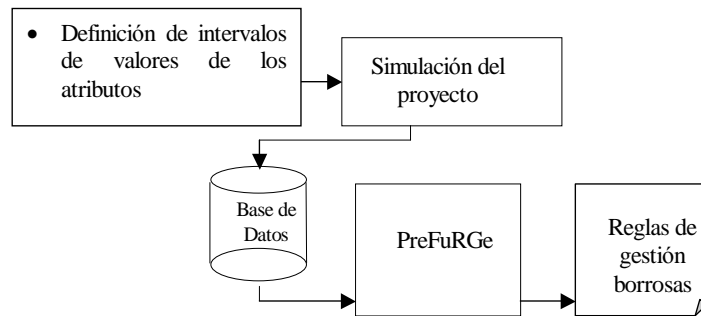 • Definición de intervalos
de valores de los
atributos
Simulación del
proyecto
Base de
Datos
PreFuRGe
Reglas de
gestión
borrosas